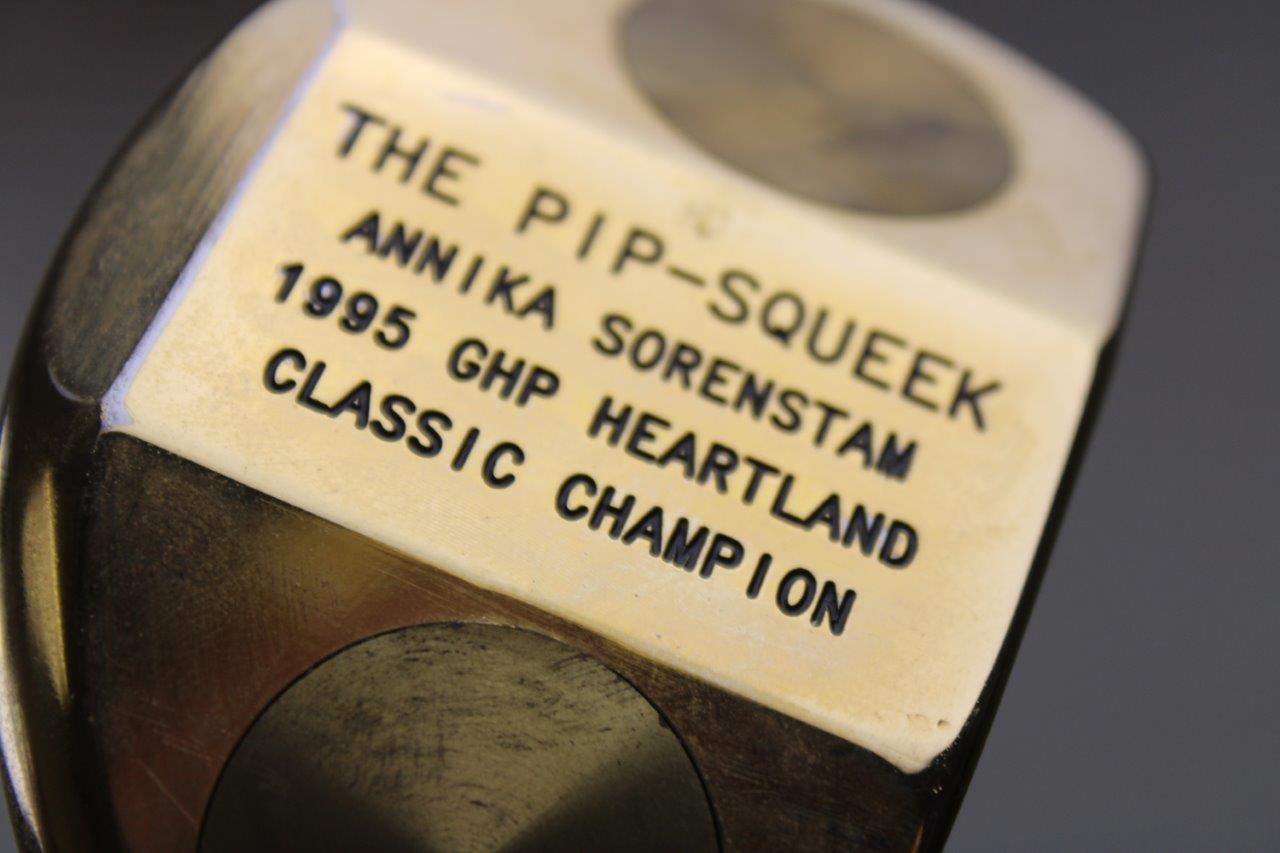 THE PIP-SQUEEK
ANNIKA SORENSTAM
1995 GHP HEARTLAND
CLASSIC CHAMPION